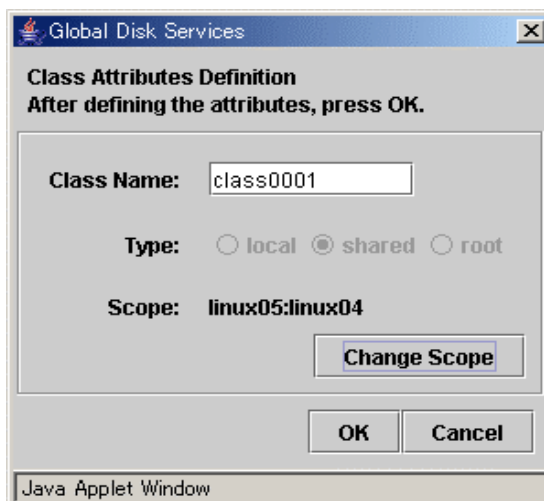 Global Disk Services
Class Attributes Definition
After defining the attributes, press OK.
Class Name: class0001
Type: local shared root
Scope: linux05:linux04
Change Scope
OK Cancel
Java Applet Window